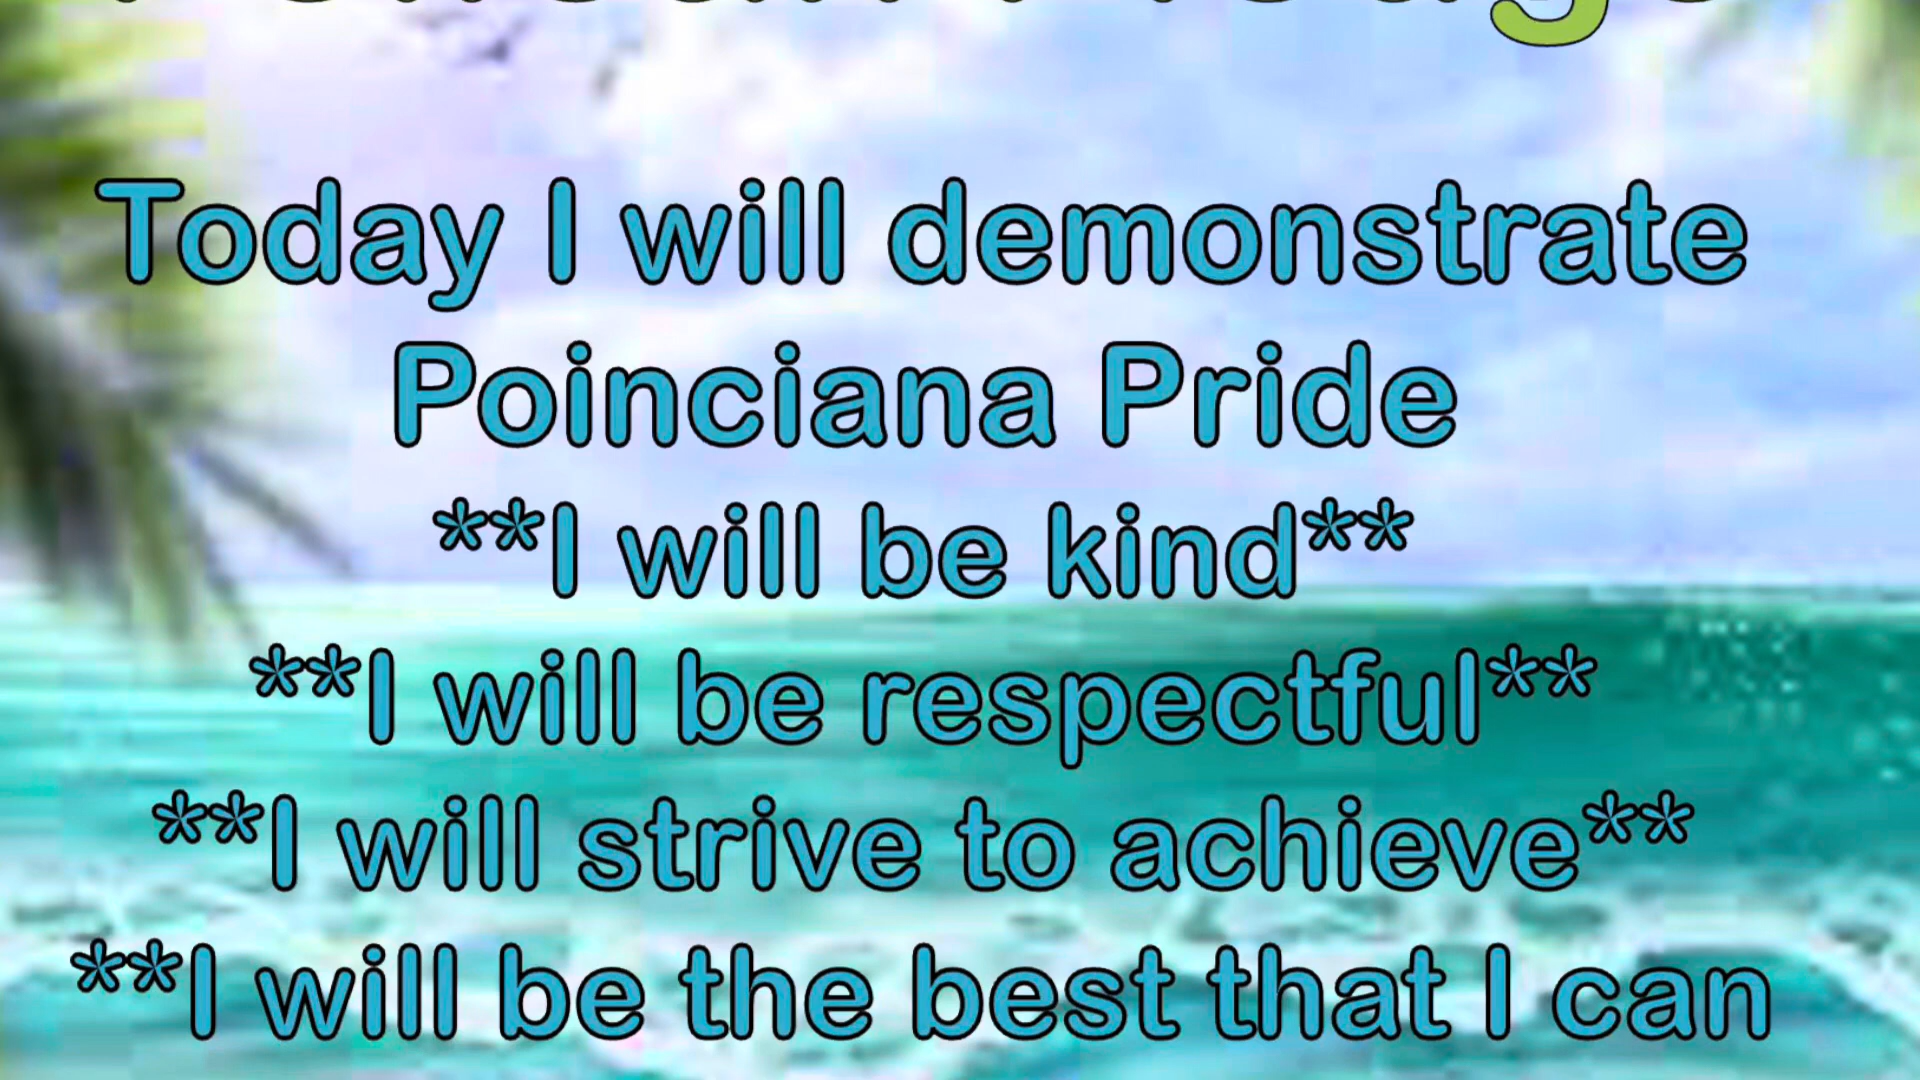 Today I will demonstrate
Poinciana Pride
**I will be kind**
**I will be respectful**
**I will strive to achieve**
**I will be the best that I can